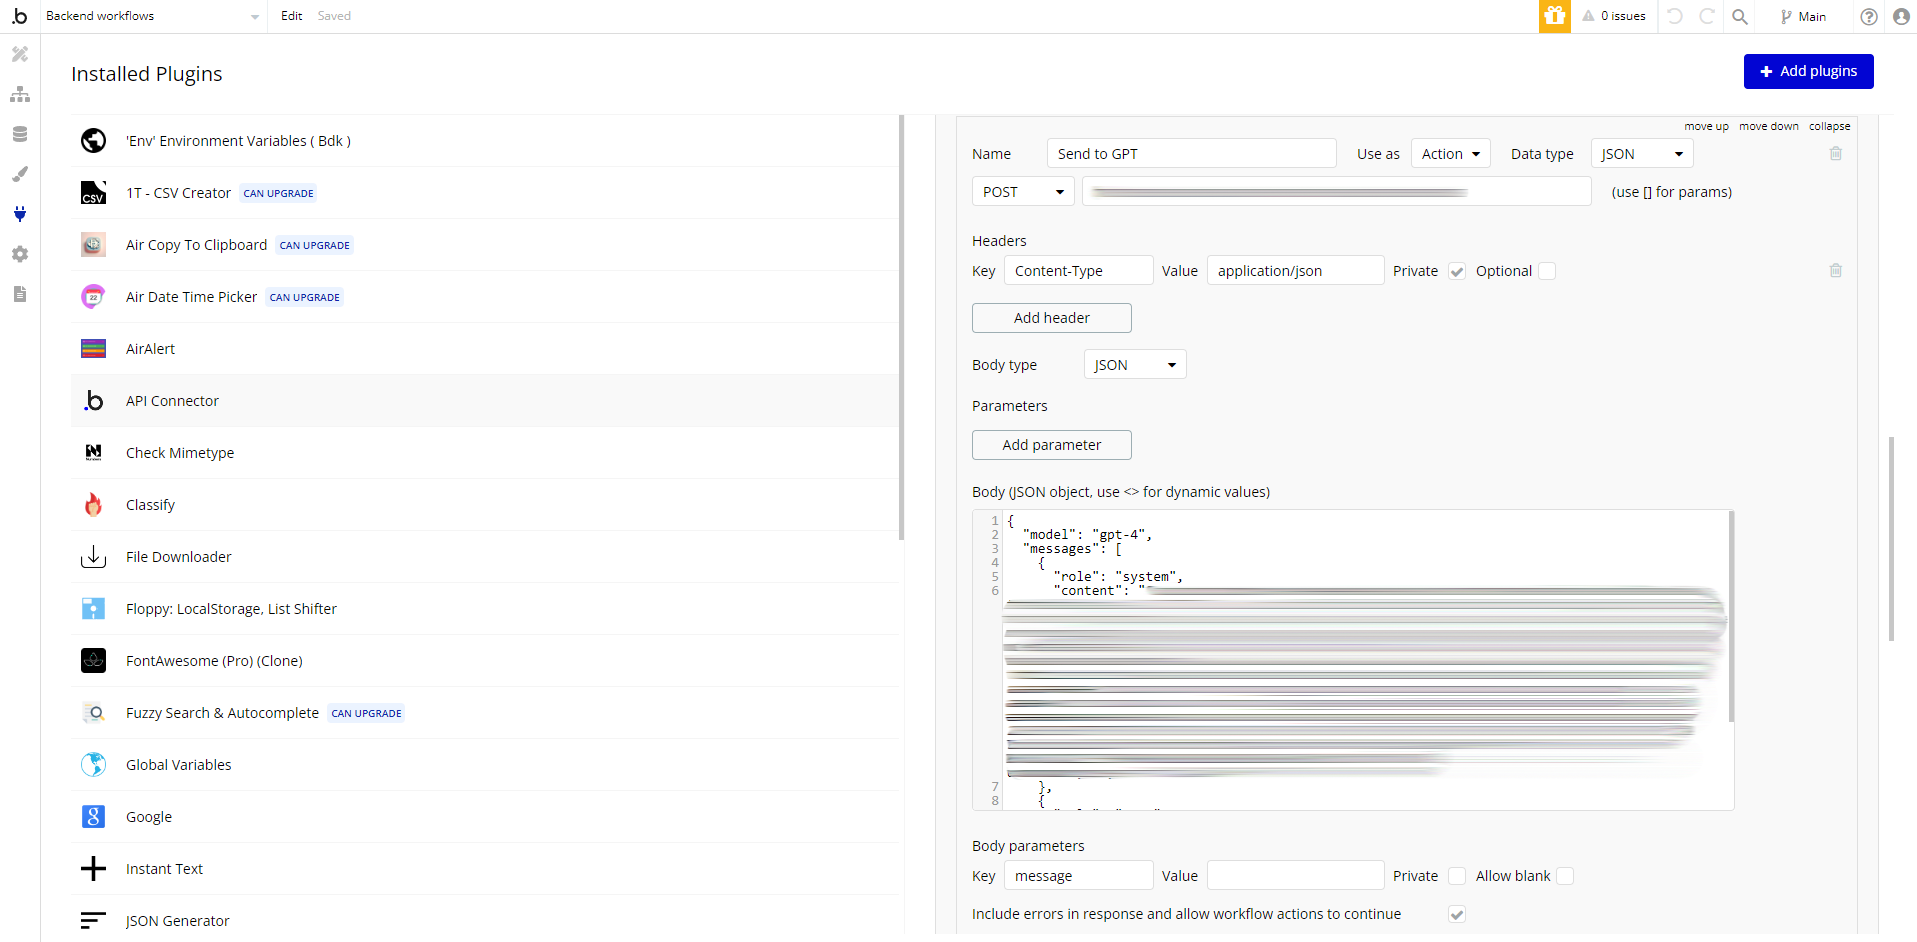 Backend workflows
Edit
Saved
0 issues
Main
Installed Plugins
Add plugins
'Env' Environment Variables ( Bdk )
CSV
1T - CSV Creator
CAN UPGRADE
Air Copy To Clipboard
CAN UPGRADE
22
Air Date Time Picker
CAN UPGRADE
AirAlert
b
API Connector
Check Mimetype
Classify
File Downloader
Floppy: LocalStorage, List Shifter
FontAwesome (Pro) (Clone)
Fuzzy Search & Autocomplete
CAN UPGRADE
Global Variables
Google
Instant Text
JSON Generator
move up
move down
collapse
Name
Send to GPT
Use as
Action
Data type
JSON
POST
(use [] for params)
Headers
Key
Content-Type
Value
application/json
Private
Optional
Add header
Body type
JSON
Parameters
Add parameter
Body (JSON object, use <> for dynamic values)
1 {
2 "model": "gpt-4",
3 "messages": [
4 {
5 "role": "system",
6 "content": "
7 },
8 {
Body parameters
Key
message
Value
Private
Allow blank
Include errors in response and allow workflow actions to continue